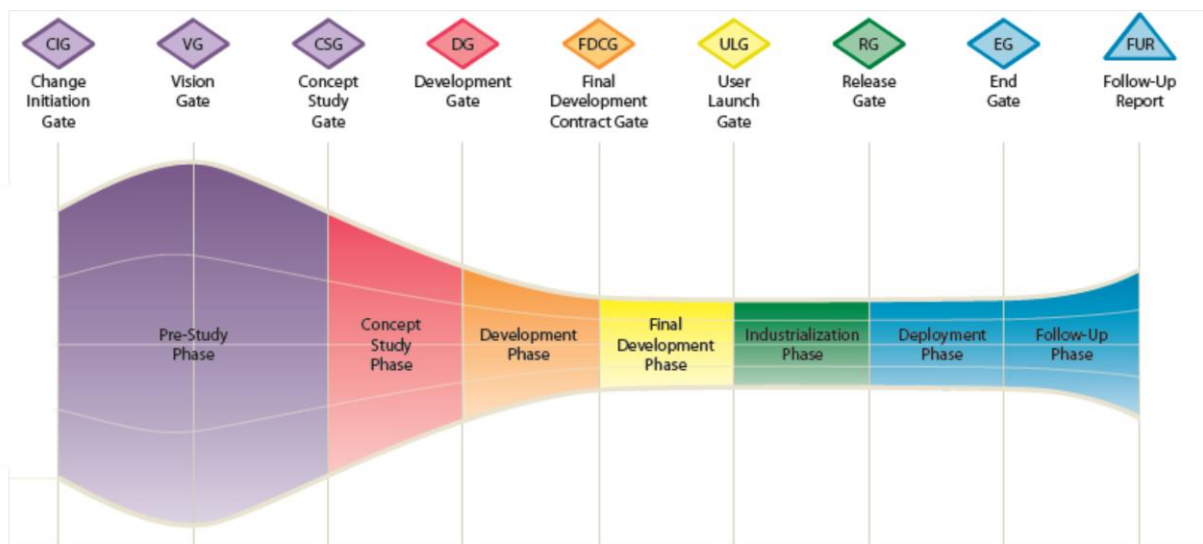 CIG
VG
CSG
DG
FDCG
ULG
RG
EG
FUR
Change
Initiation
Gate
Vision
Gate
Concept
Study
Gate
Development
Gate
Final
Development
Contract Gate
User
Launch
Gate
Release
Gate
End
Gate
Follow-Up
Report
Pre-Study
Phase
Concept
Study
Phase
Development
Phase
Final
Development
Phase
Industrialization
Phase
Deployment
Phase
Follow-Up
Phase